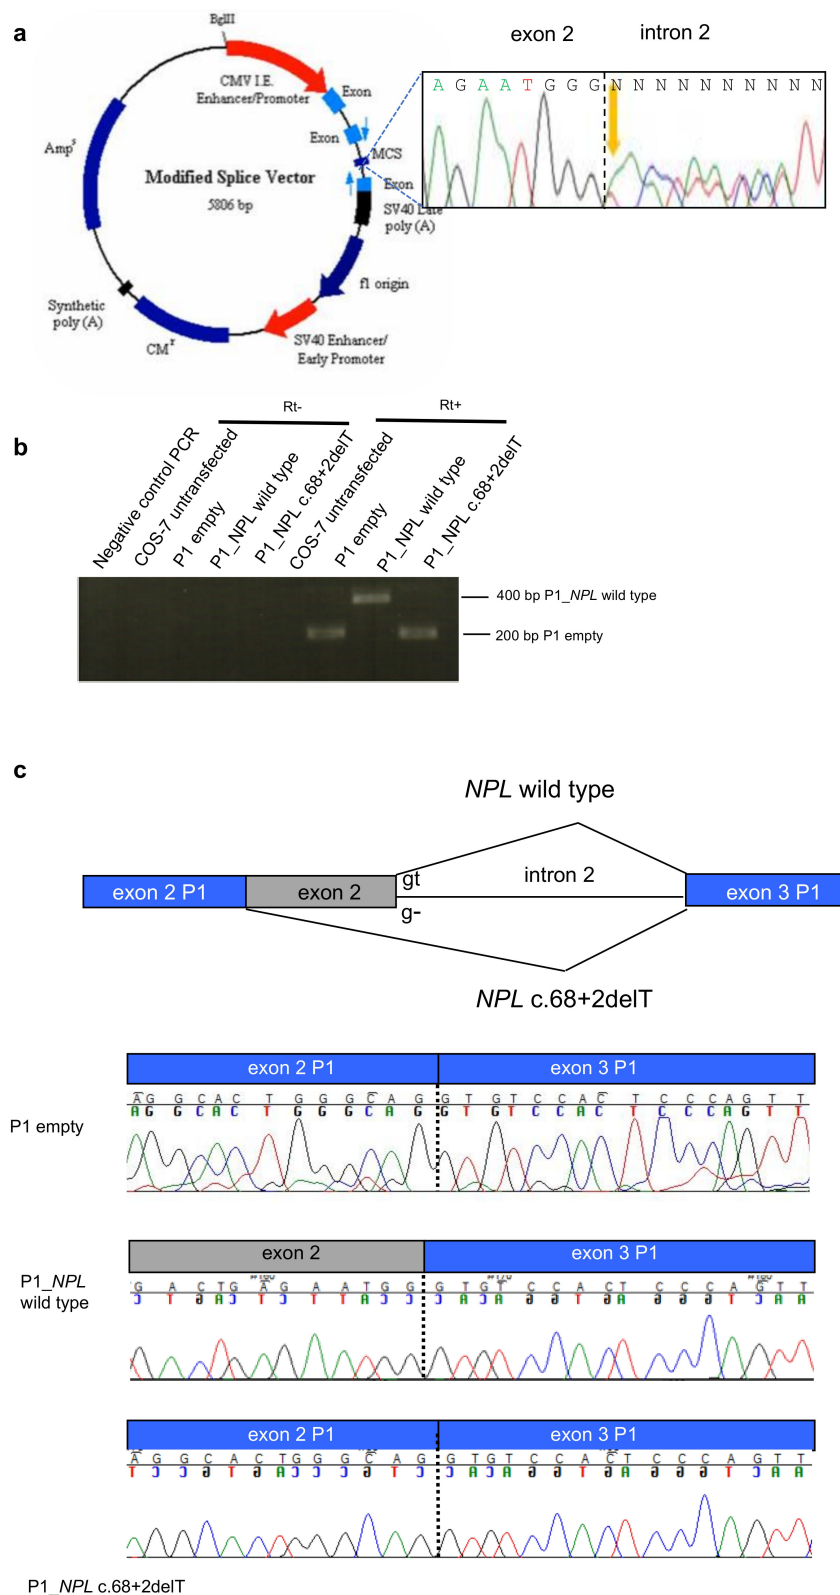 a
BglII
CMV I.E.
Enhancer/Promoter
Exon
Exon
MCS
Exon
SV40 Late
poly (A)
f1 origin
SV40 Enhancer/
Early Promoter
CMr
Synthetic
poly (A)
Amps
Modified Splice Vector
5806 bp
exon 2 intron 2
A G A A T G G G N N N N N N N N N N
b
Rt- Rt+
Negative control PCR
COS-7 untransfected
P1 empty
P1_NPL wild type
P1_NPL c.68+2delT
COS-7 untransfected
P1 empty
P1_NPL wild type
P1_NPL c.68+2delT
400 bp P1_NPL wild type
200 bp P1 empty
c
NPL wild type
exon 2 P1 exon 2 gt intron 2 exon 3 P1
g-
NPL c.68+2delT
exon 2 P1 exon 3 P1
P1 empty
A G G C A C T G G G C A G G T G T C C A C T C C C A G T T
A G G C A C T G G G C A G G T G T C C A C T C C C A G T T
exon 2 exon 3 P1
P1_NPL
wild type
G A C T G A G A A T G G G T G T C C A C T C C C A G T T
exon 2 P1 exon 3 P1
A G G C A C T G G G C A G G T G T C C A C T C C C A G T T
P1_NPL c.68+2delT